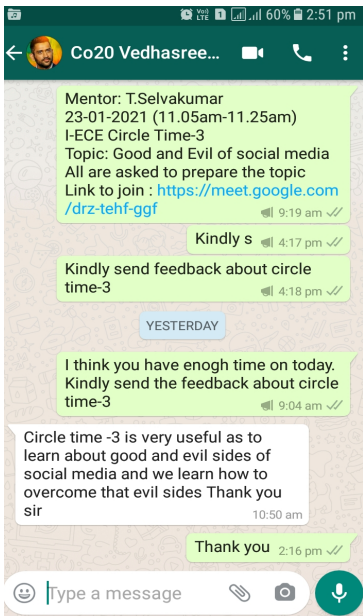 Voi) LTE 1 60% 2:51 pm
Co20 Vedhasree...
Mentor: T.Selvakumar
23-01-2021 (11.05am-11.25am)
I-ECE Circle Time-3
Topic: Good and Evil of social media
All are asked to prepare the topic
Link to join : https://meet.google.com
/drz-tehf-ggf
9:19 am
Kindly s 4:17 pm
Kindly send feedback about circle
time-3
4:18 pm
YESTERDAY
I think you have enogh time on today.
Kindly send the feedback about circle
time-3
9:04 am
Circle time -3 is very useful as to
learn about good and evil sides of
social media and we learn how to
overcome that evil sides Thank you
sir
10:50 am
Thank you 2:16 pm
Type a message